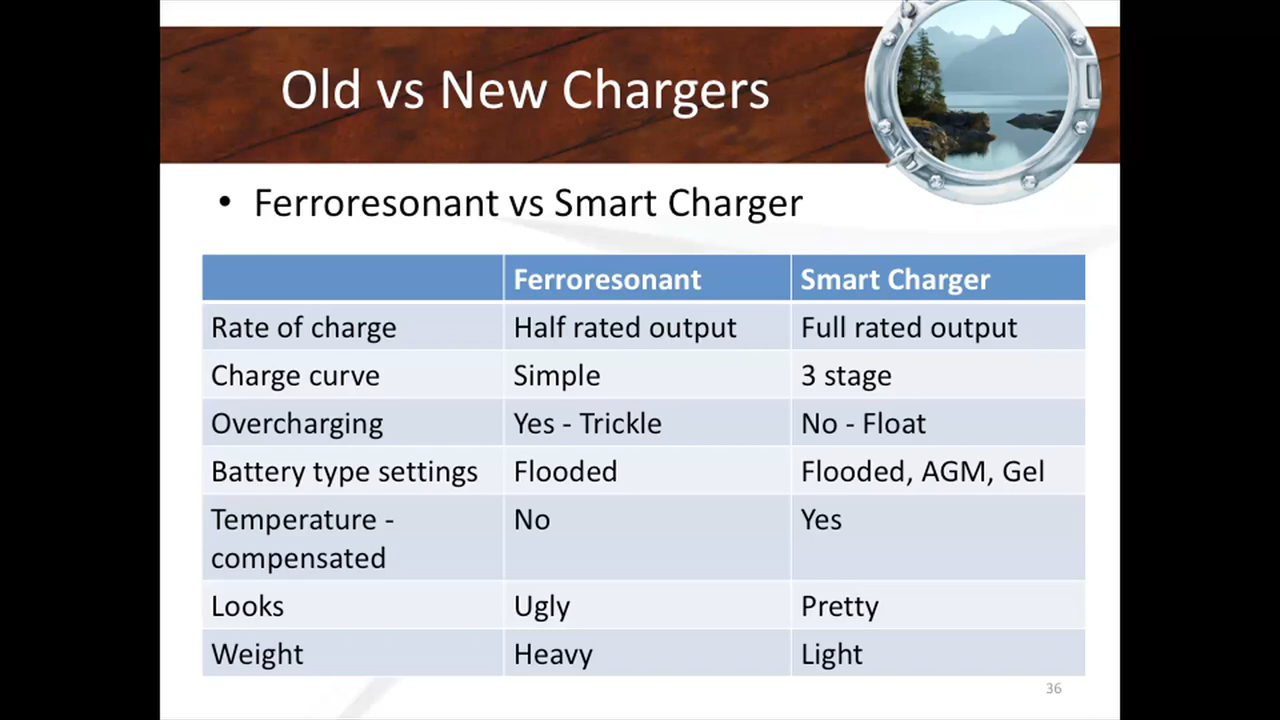 Old vs New Chargers
• Ferroresonant vs Smart Charger
Ferroresonant Smart Charger
Rate of charge Half rated output Full rated output
Charge curve Simple 3 stage
Overcharging Yes - Trickle No - Float
Battery type settings Flooded Flooded, AGM, Gel
Temperature - No Yes
compensated
Looks Ugly Pretty
Weight Heavy Light
36